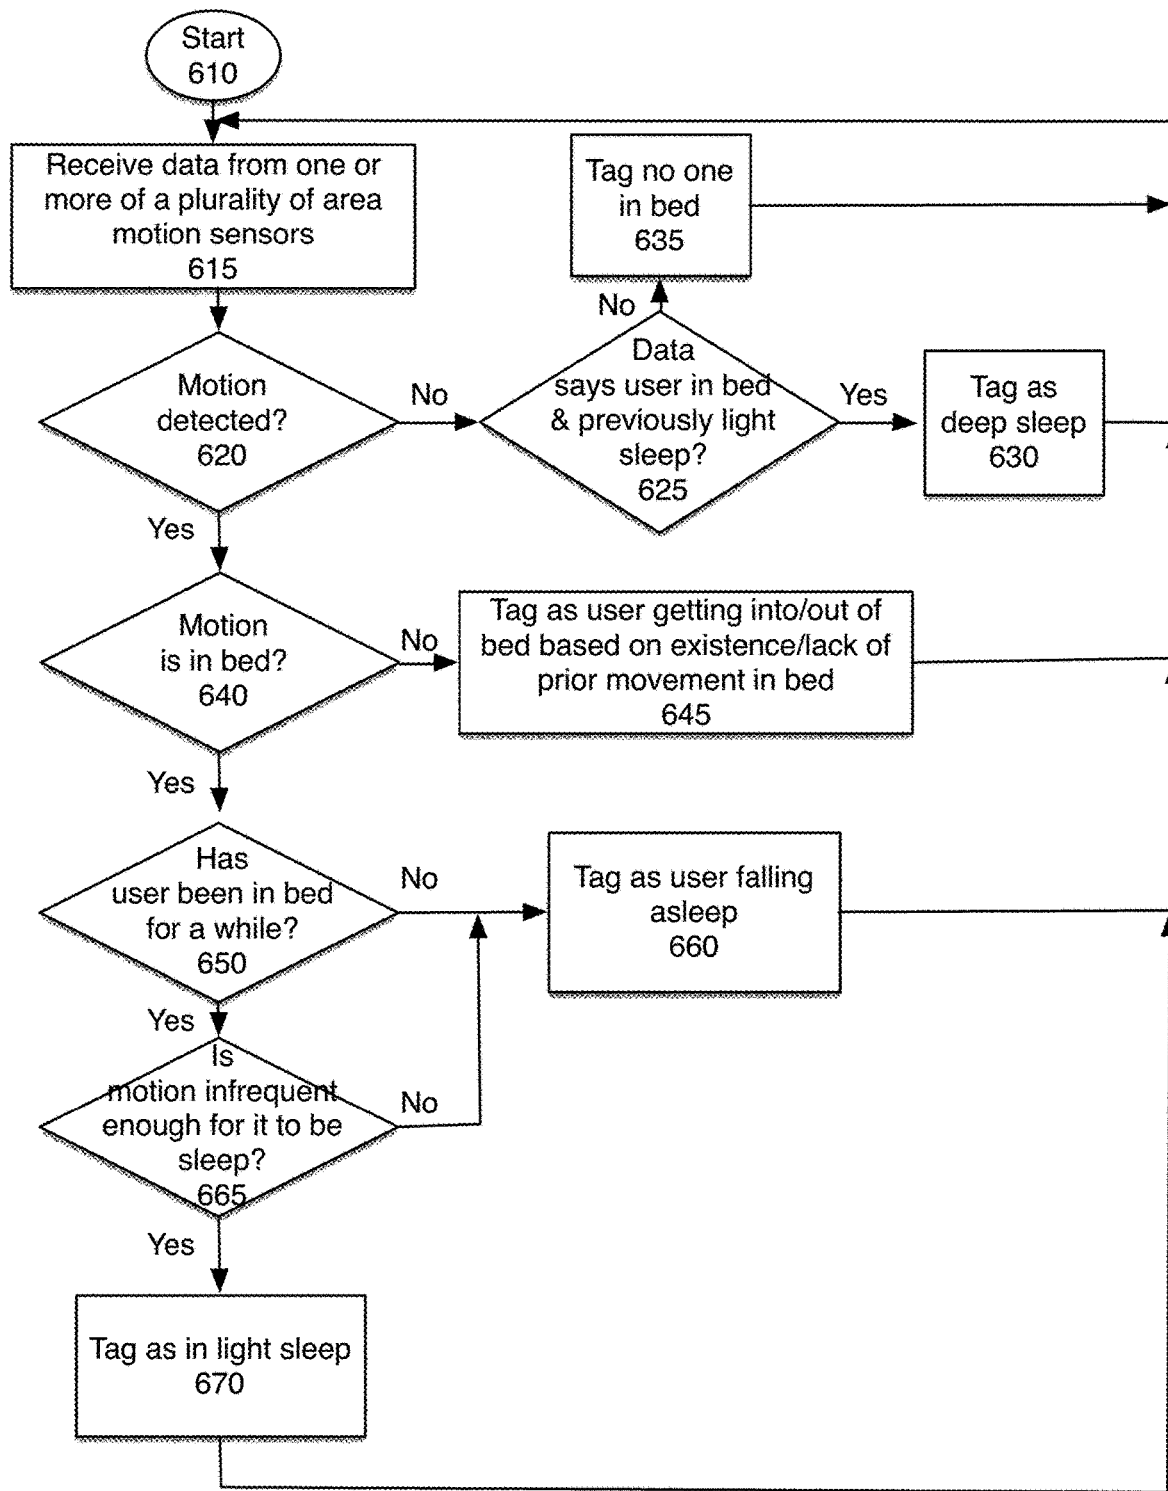 Start
610
Receive data from one or
more of a plurality of area
motion sensors
615
Tag no one
in bed
635
No
Motion
detected?
620
No
Data
says user in bed
& previously light
sleep?
625
Yes
Tag as
deep sleep
630
Yes
Motion
is in bed?
640
No
Tag as user getting into/out of
bed based on existence/lack of
prior movement in bed
645
Yes
Has
user been in bed
for a while?
650
No
Tag as user falling
asleep
660
Yes
Is
motion infrequent
enough for it to be
sleep?
665
No
Yes
Tag as in light sleep
670